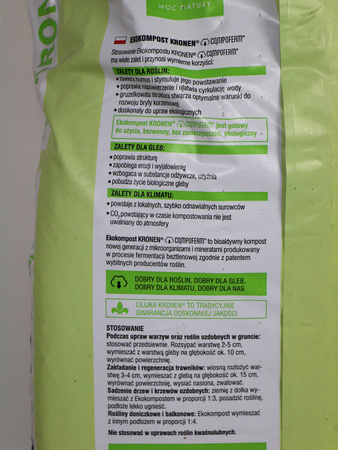 MOC NATURY
EKOKOMPOST KRONEN® COMPOFERM®
Stosowanie Ekokompostu KRONEN® COMPOFERM®
ma wiele zalet i przynosi wymierne korzyści:
ZALETY DLA ROŚLIN:
• zawiera humus i stymuluje jego powstawanie
• poprawia napowietrzenie i ułatwia cyrkulację wody
• gruzełkowata struktura stwarza optymalne warunki do
rozwoju bryły korzeniowej
• doskonały do upraw ekologicznych
Ekokompost KRONEN® COMPOFERM® jest gotowy
do użycia, bezwonny, bez zanieczyszczeń, ekologiczny
ZALETY DLA GLEB:
• poprawia strukturę
• zapobiega erozji i wyjałowieniu
• wzbogaca w substancje odżywcze, użyźnia
• pobudza życie biologiczne gleby
ZALETY DLA KLIMATU:
• powstaje z lokalnych, szybko odnawialnych surowców
• CO₂ powstający w czasie kompostowania nie jest
uwalniany do atmosfery
Ekokompost KRONEN® COMPOFERM® to bioaktywny kompost
nowej generacji z mikroorganizmami i minerałami produkowany
w procesie fermentacji beztlenowej zgodnie z patentem
wybitnych producentów roślin.
DOBRY DLA ROŚLIN, DOBRY DLA GLEB,
DOBRY DLA KLIMATU, DOBRY DLA NAS
LILIJKA KRONEN® TO TRADYCYJNIE
GWARANCJA DOSKONAŁEJ JAKOŚCI
STOSOWANIE
Podczas upraw warzyw oraz roślin ozdobnych w gruncie:
stosować przedsiewnie. Rozsypać warstwę 2-5 cm,
wymieszać z warstwą gleby na głębokość ok. 10 cm,
wyrównać powierzchnię.
Zakładanie i regeneracja trawników: wiosną rozłożyć war-
stwę 3-4 cm, wymieszać z glebą na głębokość ok. 15 cm,
wyrównać powierzchnię, wysiać nasiona, zwałować.
Sadzenie drzew i krzewów ozdobnych: ziemię z dołka wy-
mieszać z Ekokompostem w proporcji 1:3, posadzić roślinę,
podłoże lekko ugnieść.
Rośliny doniczkowe i balkonowe: Ekokompost wymieszać
z innym podłożem w proporcji 1:4.
Nie stosować w uprawach roślin kwaśnolubnych.